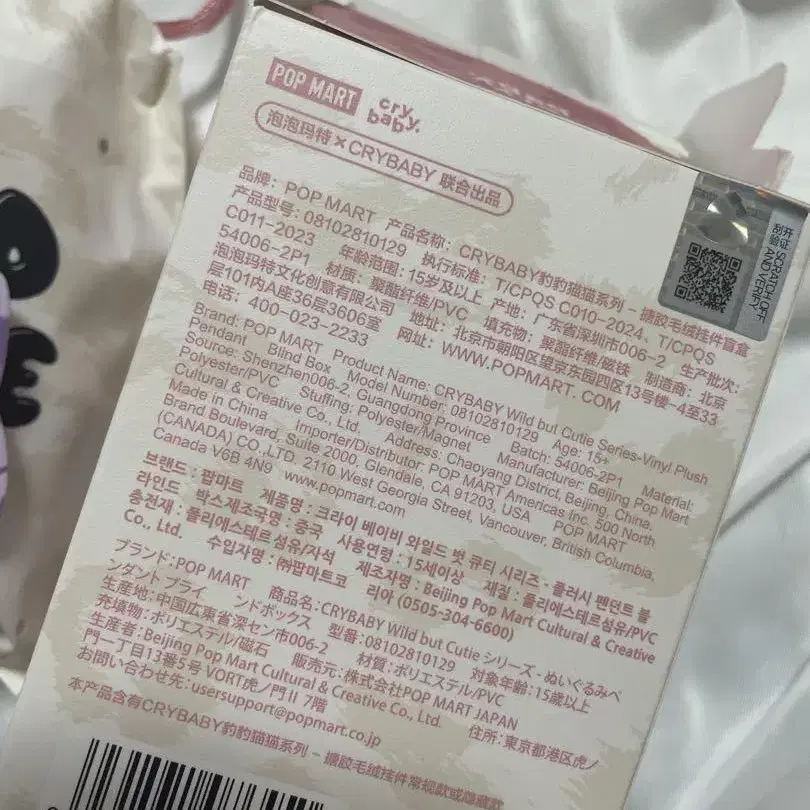 POP MART
cry baby.
泡泡玛特×CRYBABY 联合出品
品牌：POP MART 产品名称：CRYBABY豹豹猫猫系列 – 搪胶毛绒挂件盲盒
产品型号：08102810129 执行标准：T/CPQS C010-2024、T/CPQS
C011-2023 年龄范围：15岁及以上 产地：广东省深圳市006-2 生产批次：
54006-2P1 材质：聚酯纤维/PVC 填充物：聚酯纤维/磁铁 制造商：北京
泡泡玛特文化创意有限公司 地址：北京市朝阳区望京东园四区13号楼-4至33
层101内A座36层3606室 网址：WWW.POPMART.COM
电话：400-023-2233
Brand: POP MART Product Name: CRYBABY Wild but Cutie Series-Vinyl Plush
Pendant Blind Box Model Number: 08102810129 Age: 15+
Source: Shenzhen006-2, Guangdong Province Batch: 54006-2P1 Material:
Polyester/PVC Stuffing: Polyester/Magnet Manufacturer: Beijing Pop Mart
Cultural & Creative Co., Ltd. Address: Chaoyang District, Beijing, China.
Made in China Importer/Distributor: POP MART Americas Inc. 500 North
Brand Boulevard, Suite 2000, Glendale, CA 91203, USA POP MART
(CANADA) CO.,LTD. 2110 West Georgia Street, Vancouver, British Columbia,
Canada V6B 4N9 www.popmart.com
브랜드 : 팝마트 제품명 : 크라이 베이비 와일드 벗 큐티 시리즈 - 플러시 펜던트 블
라인드 박스제조국명 : 중국 사용연령 : 15세이상 재질 : 폴리에스테르섬유/PVC
충전재 : 폴리에스테르섬유/자석 제조자명 : Beijing Pop Mart Cultural & Creative
Co., Ltd. 수입자명 : ㈜팝마트코 리아 (0505-304-6600)
ブランド：POP MART 商品名：CRYBABY Wild but Cutie シリーズ - ぬいぐるみペ
ンダント ブライ ンドボックス 型番：08102810129 対象年齢：15歳以上
生産地：中国広東省深セン市006-2 材質：ポリエステル/PVC
充填物：ポリエステル/磁石 販売元：株式会社POP MART JAPAN
生産者：Beijing Pop Mart Cultural & Creative Co., Ltd. 住所：東京都港区虎ノ
門一丁目13番5号 VORT虎ノ門Ⅱ 7階
お問い合わせ先：usersupport@popmart.co.jp
本产品含有CRYBABY豹豹猫猫系列 – 搪胶毛绒挂件常规款或隐藏款
刮开验证
SCRATCH OFF
AND VERIFY